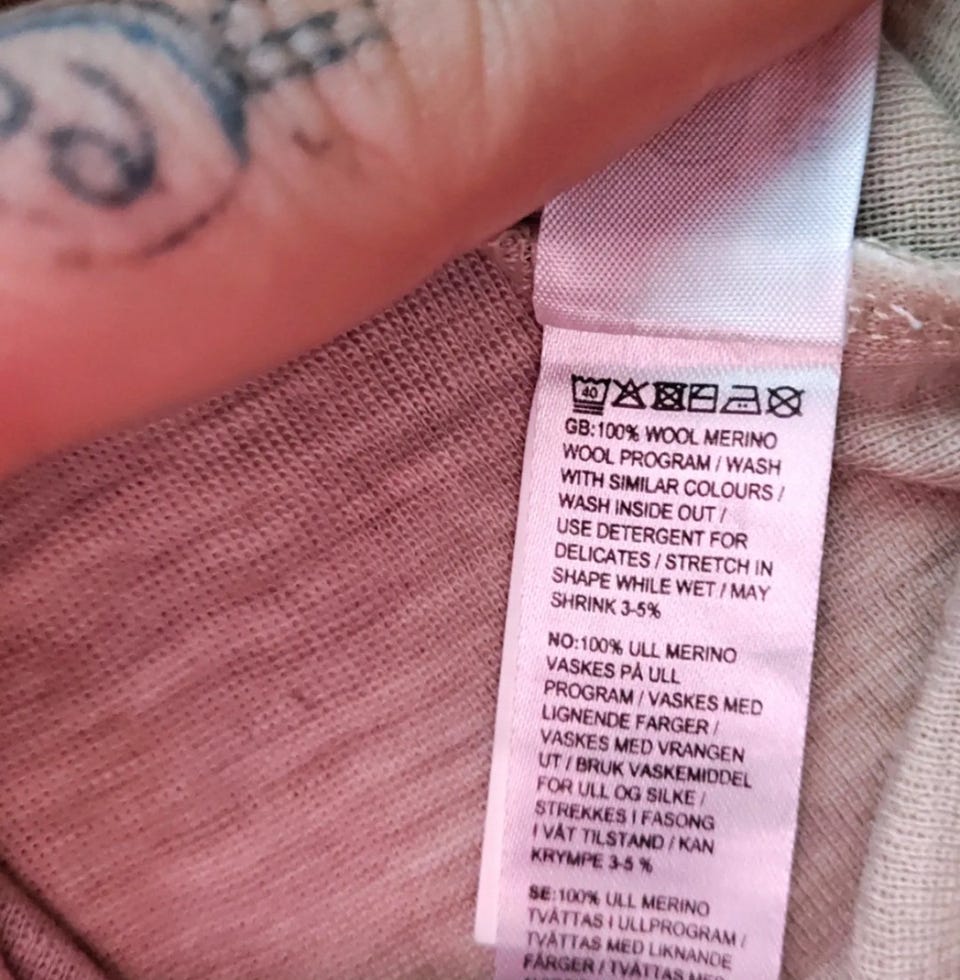 40
GB:100% WOOL MERINO
WOOL PROGRAM / WASH
WITH SIMILAR COLOURS /
WASH INSIDE OUT /
USE DETERGENT FOR
DELICATES / STRETCH IN
SHAPE WHILE WET / MAY
SHRINK 3-5%
NO:100% ULL MERINO
VASKES PÅ ULL
PROGRAM / VASKES MED
LIGNENDE FARGER /
VASKES MED VRANGEN
UT / BRUK VASKEMIDDEL
FOR ULL OG SILKE /
STREKKES I FASONG
I VÅT TILSTAND / KAN
KRYMPE 3-5 %
SE:100% ULL MERINO
TVÄTTAS I ULLPROGRAM /
TVÄTTAS MED LIKNANDE
FÄRGER / TVÄTTAS MED